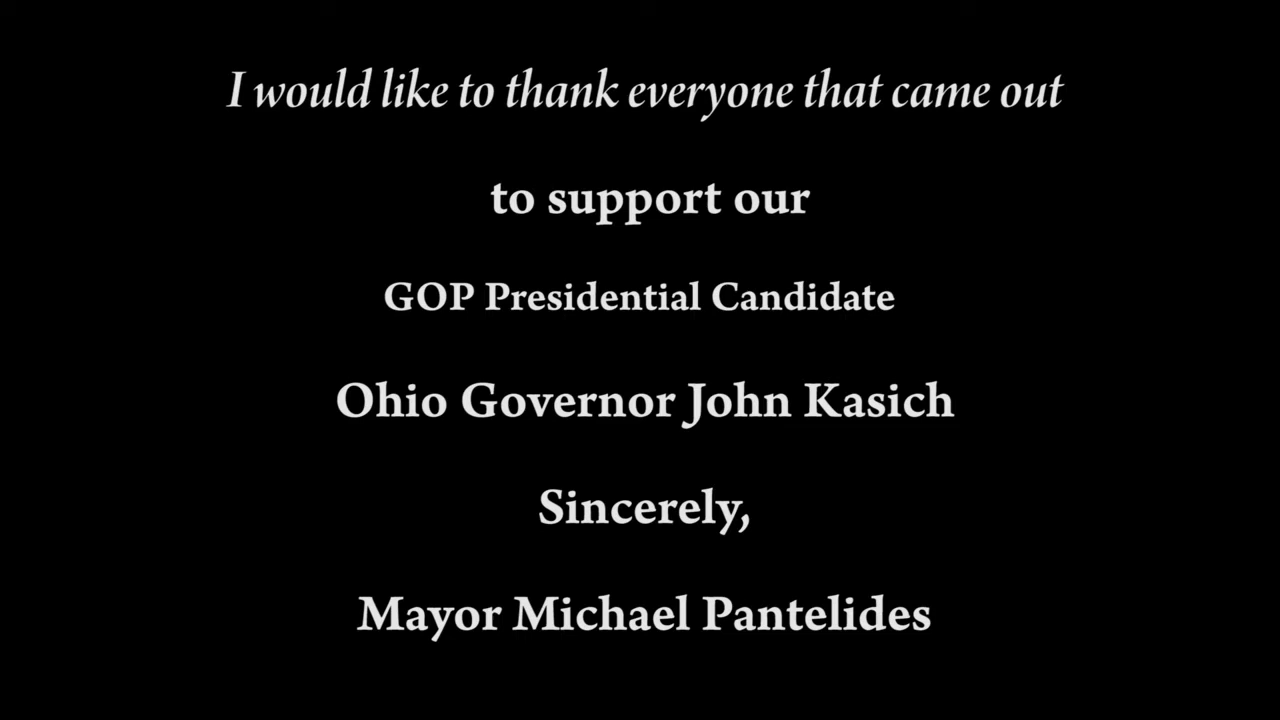 I would like to thank everyone that came out
to support our
GOP Presidential Candidate
Ohio Governor John Kasich
Sincerely,
Mayor Michael Pantelides